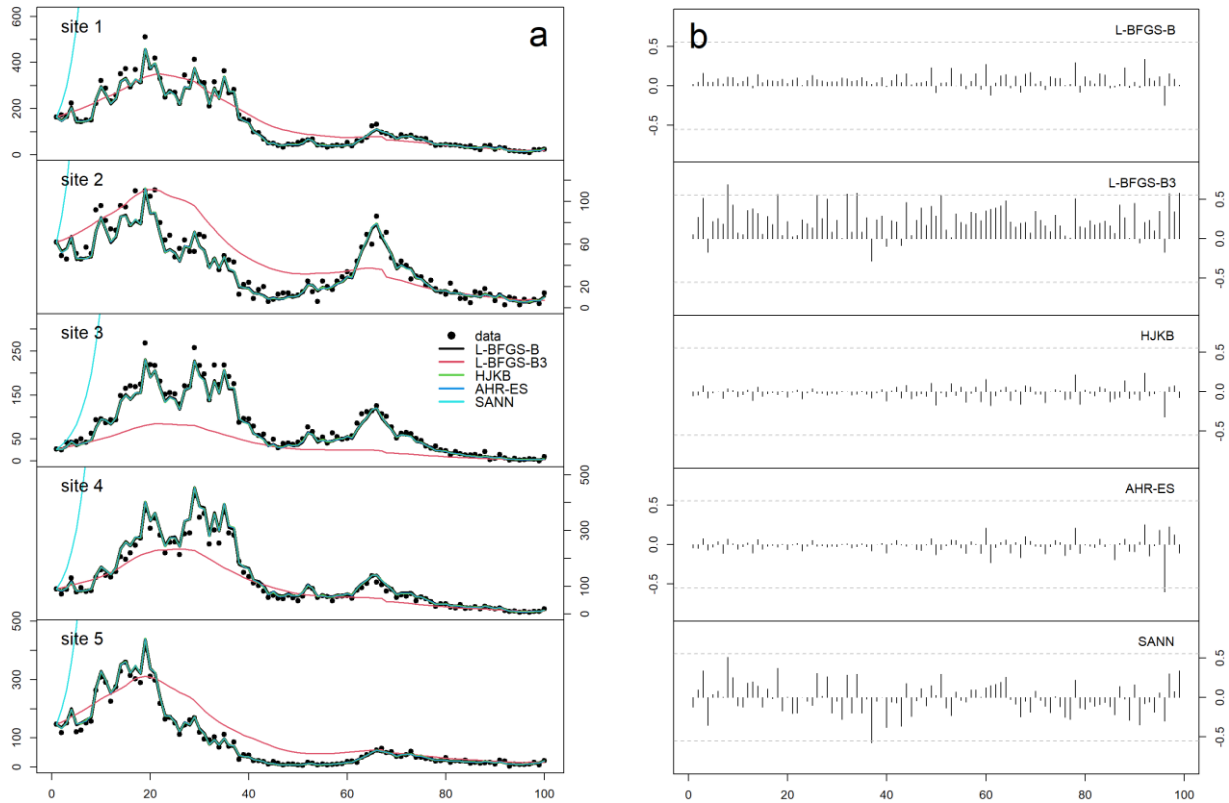 a
site 1
600
400
200
0
site 2
100
60
20
0
site 3
250
150
50
0
data
L-BFGS-B
L-BFGS-B3
HJKB
AHR-ES
SANN
site 4
500
300
100
0
site 5
500
300
100
0
0 20 40 60 80 100
b
L-BFGS-B
0.5
0.0
-0.5
L-BFGS-B3
0.5
0.0
-0.5
HJKB
0.5
0.0
-0.5
AHR-ES
0.5
0.0
-0.5
SANN
0.5
0.0
-0.5
0 20 40 60 80 100